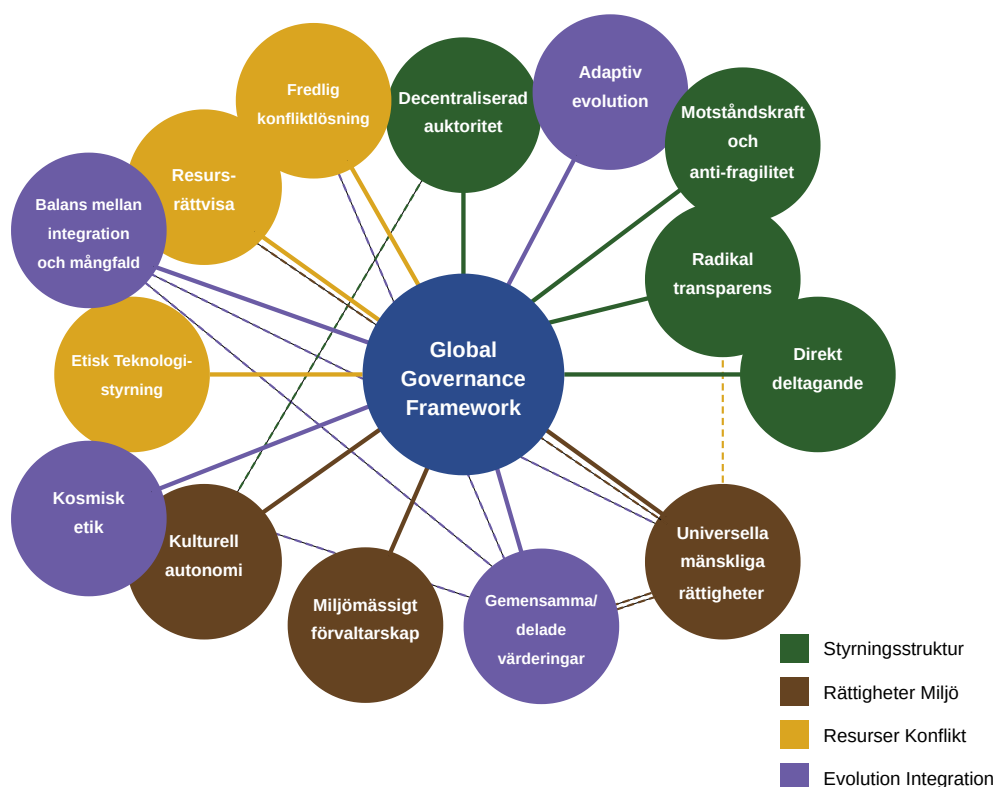 Adaptiv
evolution
Fredlig
konfliktlösning
Decentraliserad
auktoritet
Motståndskraft
och
anti-fragilitet
Resurs-
rättvisa
Balans mellan
integration
och mångfald
Radikal
transparens
Global
Governance
Framework
Direkt
deltagande
Etisk Teknologi-
styrning
Kosmisk
etik
Kulturell
autonomi
Universella
mänskliga
rättigheter
Miljömässigt
förvaltarskap
Gemensamma/
delade
värderingar
Styrningsstruktur
Rättigheter Miljö
Resurser Konflikt
Evolution Integration